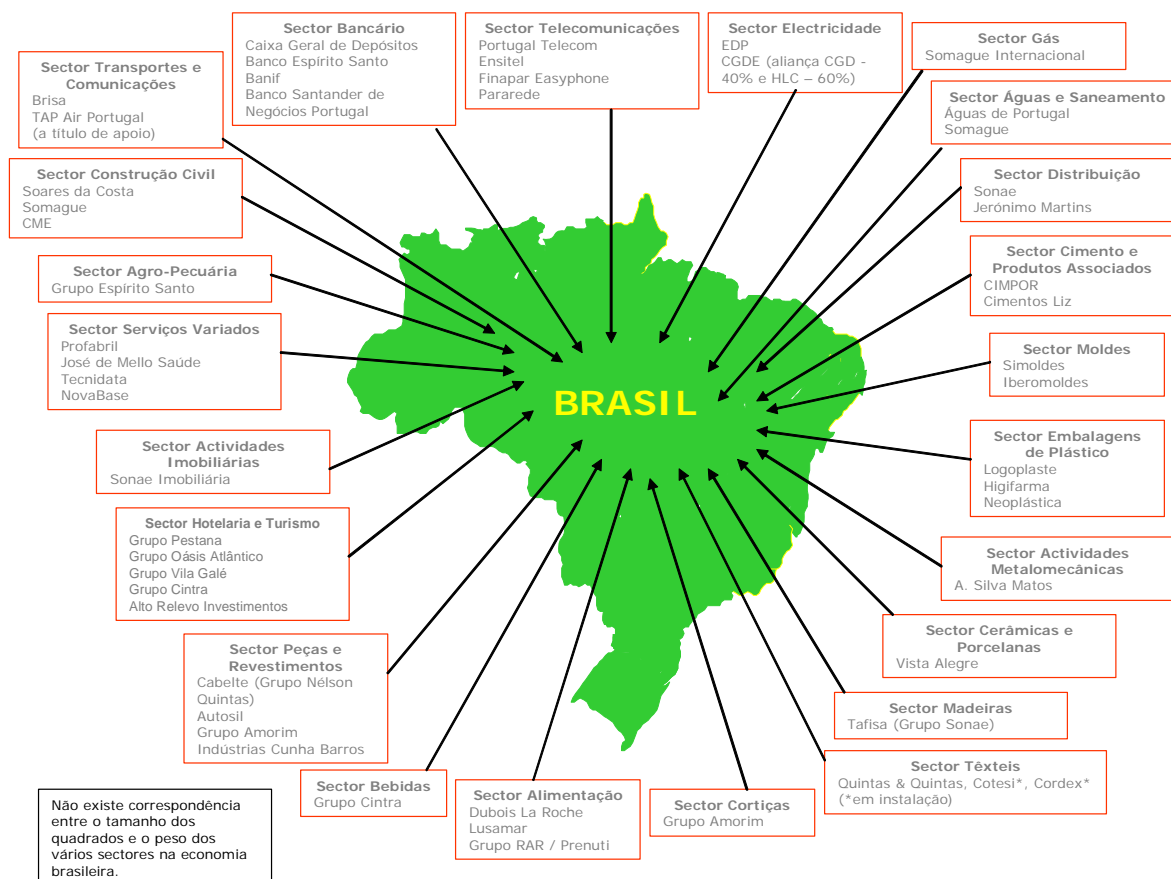 Sector Bancário
Caixa Geral de Depósitos
Banco Espírito Santo
Banif
Banco Santander de
Negócios Portugal
Sector Telecomunicações
Portugal Telecom
Ensitel
Finapar Easyphone
Pararede
Sector Electricidade
EDP
CGDE (aliança CGD -
40% e HLC – 60%)
Sector Gás
Somague Internacional
Sector Transportes e
Comunicações
Brisa
TAP Air Portugal
(a título de apoio)
Sector Águas e Saneamento
Águas de Portugal
Somague
Sector Construção Civil
Soares da Costa
Somague
CME
Sector Distribuição
Sonae
Jerónimo Martins
Sector Agro-Pecuária
Grupo Espírito Santo
Sector Cimento e
Produtos Associados
CIMPOR
Cimentos Liz
Sector Serviços Variados
Profabril
José de Mello Saúde
Tecnidata
NovaBase
Sector Moldes
Simoldes
Iberomoldes
BRASIL
Sector Actividades
Imobiliárias
Sonae Imobiliária
Sector Embalagens
de Plástico
Logoplaste
Higifarma
Neoplástica
Sector Hotelaria e Turismo
Grupo Pestana
Grupo Oásis Atlântico
Grupo Vila Galé
Grupo Cintra
Alto Relevo Investimentos
Sector Actividades
Metalomecânicas
A. Silva Matos
Sector Peças e
Revestimentos
Cabelte (Grupo Nélson
Quintas)
Autosil
Grupo Amorim
Indústrias Cunha Barros
Sector Cerâmicas e
Porcelanas
Vista Alegre
Sector Madeiras
Tafisa (Grupo Sonae)
Sector Têxteis
Quintas & Quintas, Cotesi*, Cordex*
(*em instalação)
Sector Bebidas
Grupo Cintra
Sector Alimentação
Dubois La Roche
Lusamar
Grupo RAR / Prenuti
Sector Cortiças
Grupo Amorim
Não existe correspondência
entre o tamanho dos
quadrados e o peso dos
vários sectores na economia
brasileira.